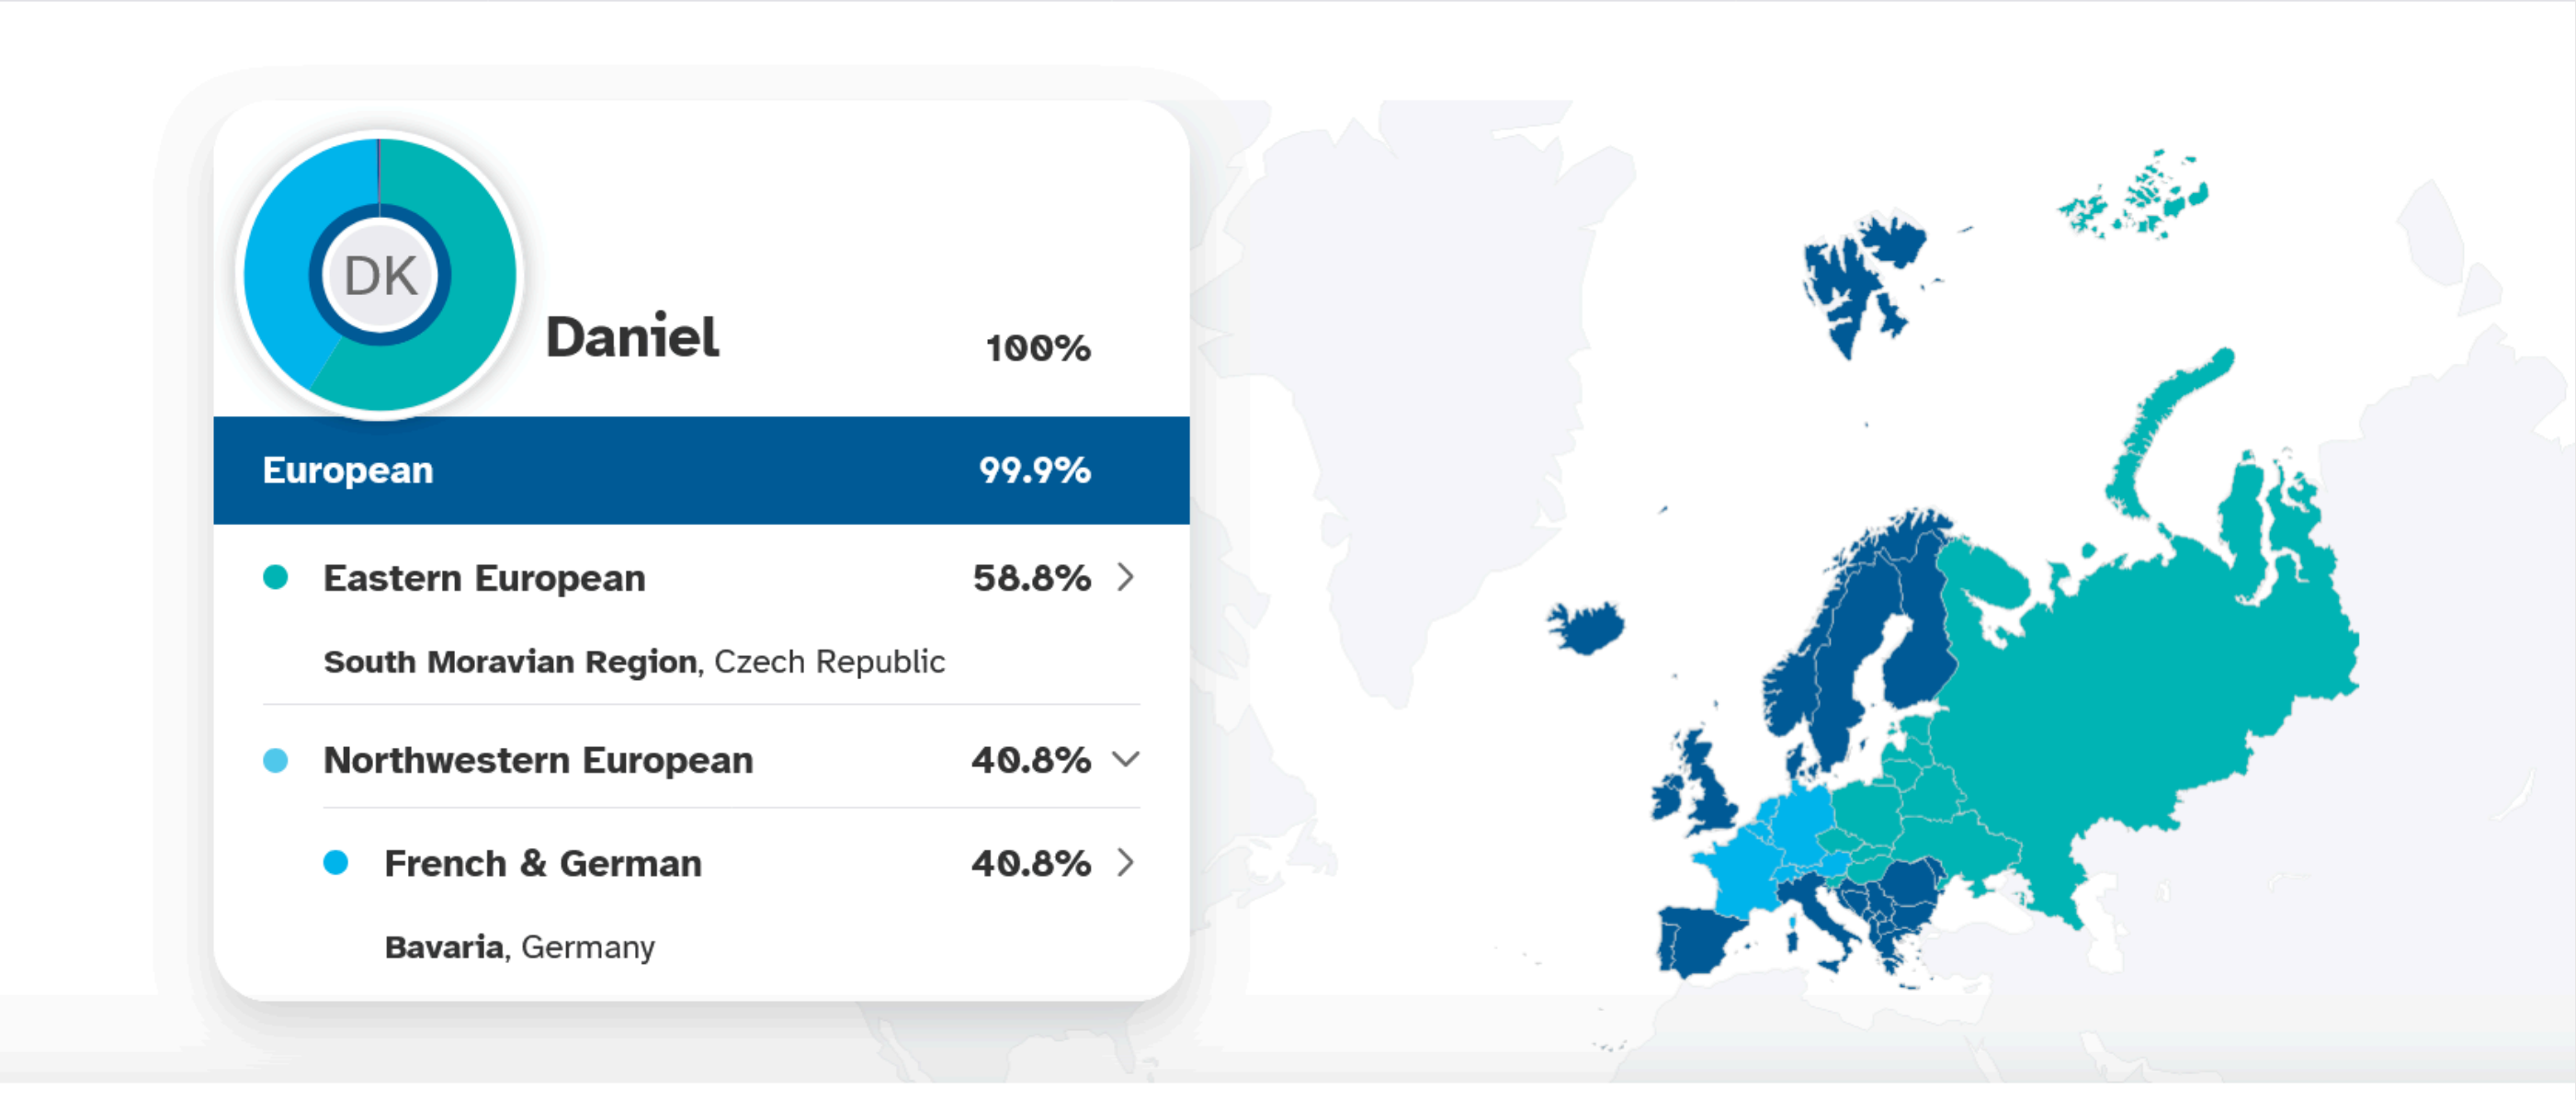 DK
Daniel 100%
European 99.9%
Eastern European 58.8%
South Moravian Region, Czech Republic
Northwestern European 40.8%
French & German 40.8%
Bavaria, Germany